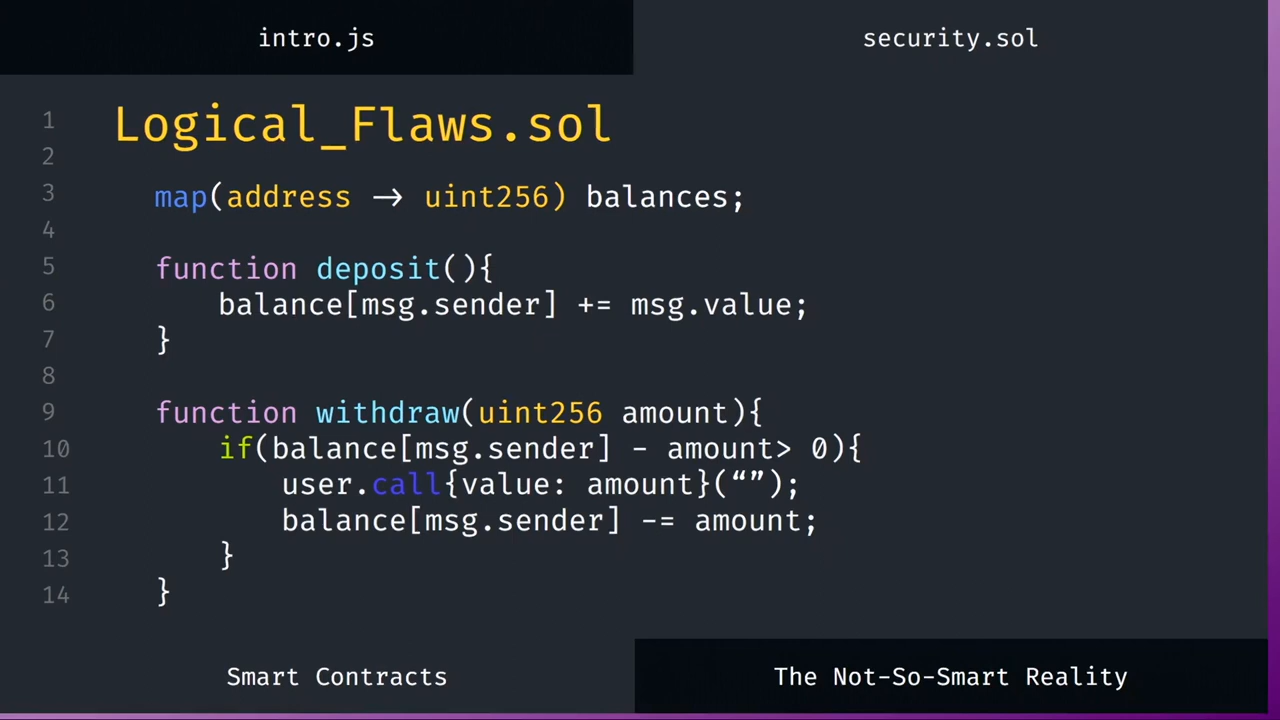 intro.js
security.sol
1
Logical_Flaws.sol
2
3 map(address -> uint256) balances;
4
5 function deposit(){
6 balance[msg.sender] += msg.value;
7 }
8
9 function withdraw(uint256 amount){
10 if(balance[msg.sender] - amount> 0){
11 user.call{value: amount}(“”);
12 balance[msg.sender] -= amount;
13 }
14 }
Smart Contracts
The Not-So-Smart Reality